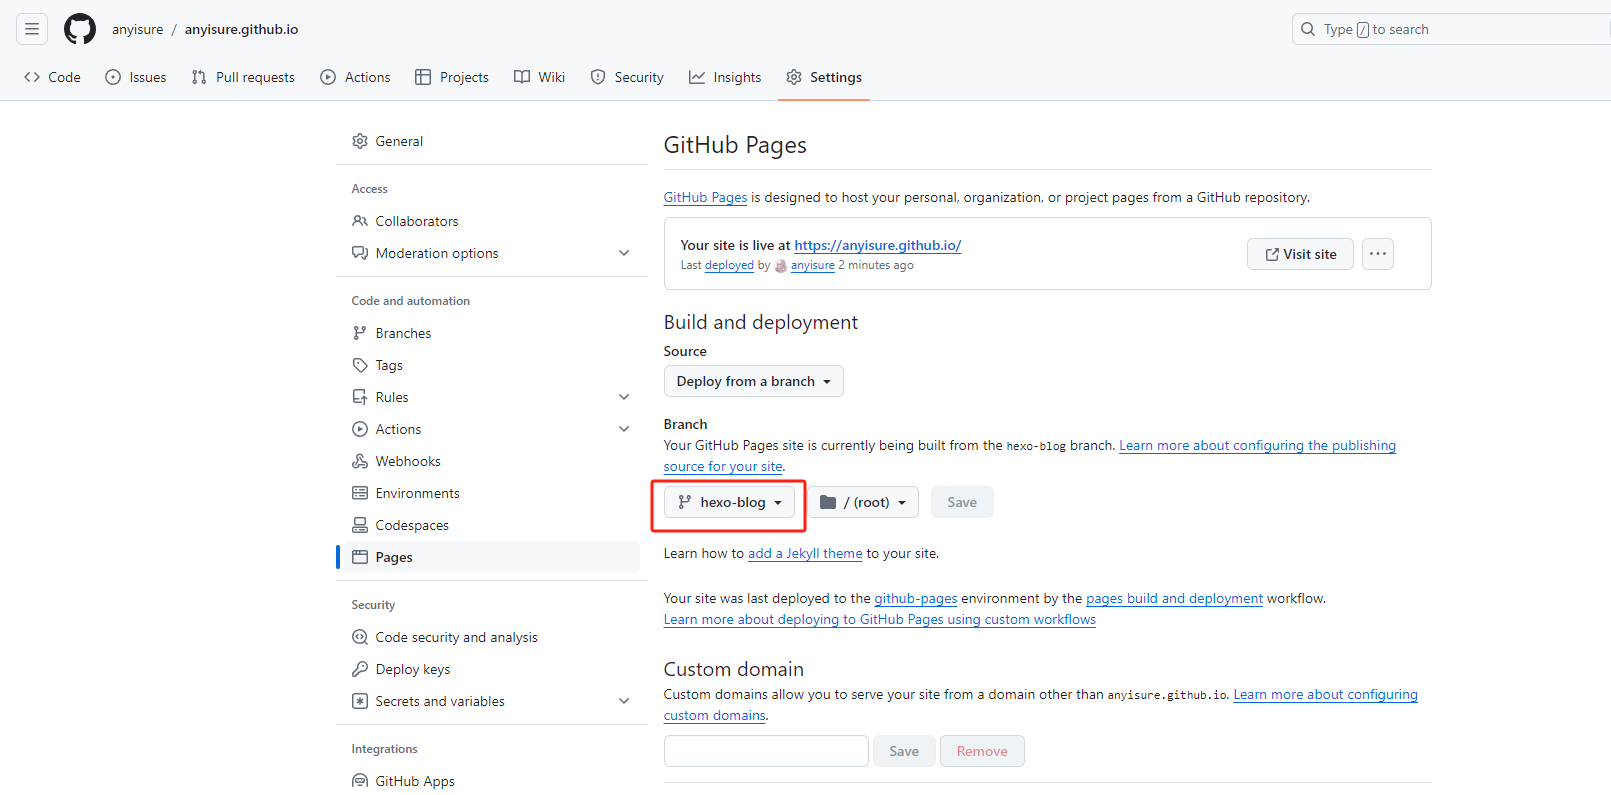 anyisure / anyisure.github.io
Type / to search
Code Issues Pull requests Actions Projects Wiki Security Insights Settings
General
Access
Collaborators
Moderation options
Code and automation
Branches
Tags
Rules
Actions
Webhooks
Environments
Codespaces
Pages
Security
Code security and analysis
Deploy keys
Secrets and variables
Integrations
GitHub Apps
GitHub Pages
GitHub Pages is designed to host your personal, organization, or project pages from a GitHub repository.
Your site is live at https://anyisure.github.io/
Last deployed by anyisure 2 minutes ago
Visit site
Build and deployment
Source
Deploy from a branch
Branch
Your GitHub Pages site is currently being built from the hexo-blog branch. Learn more about configuring the publishing
source for your site.
hexo-blog / (root) Save
Learn how to add a Jekyll theme to your site.
Your site was last deployed to the github-pages environment by the pages build and deployment workflow.
Learn more about deploying to GitHub Pages using custom workflows
Custom domain
Custom domains allow you to serve your site from a domain other than anyisure.github.io. Learn more about configuring
custom domains.
Save Remove